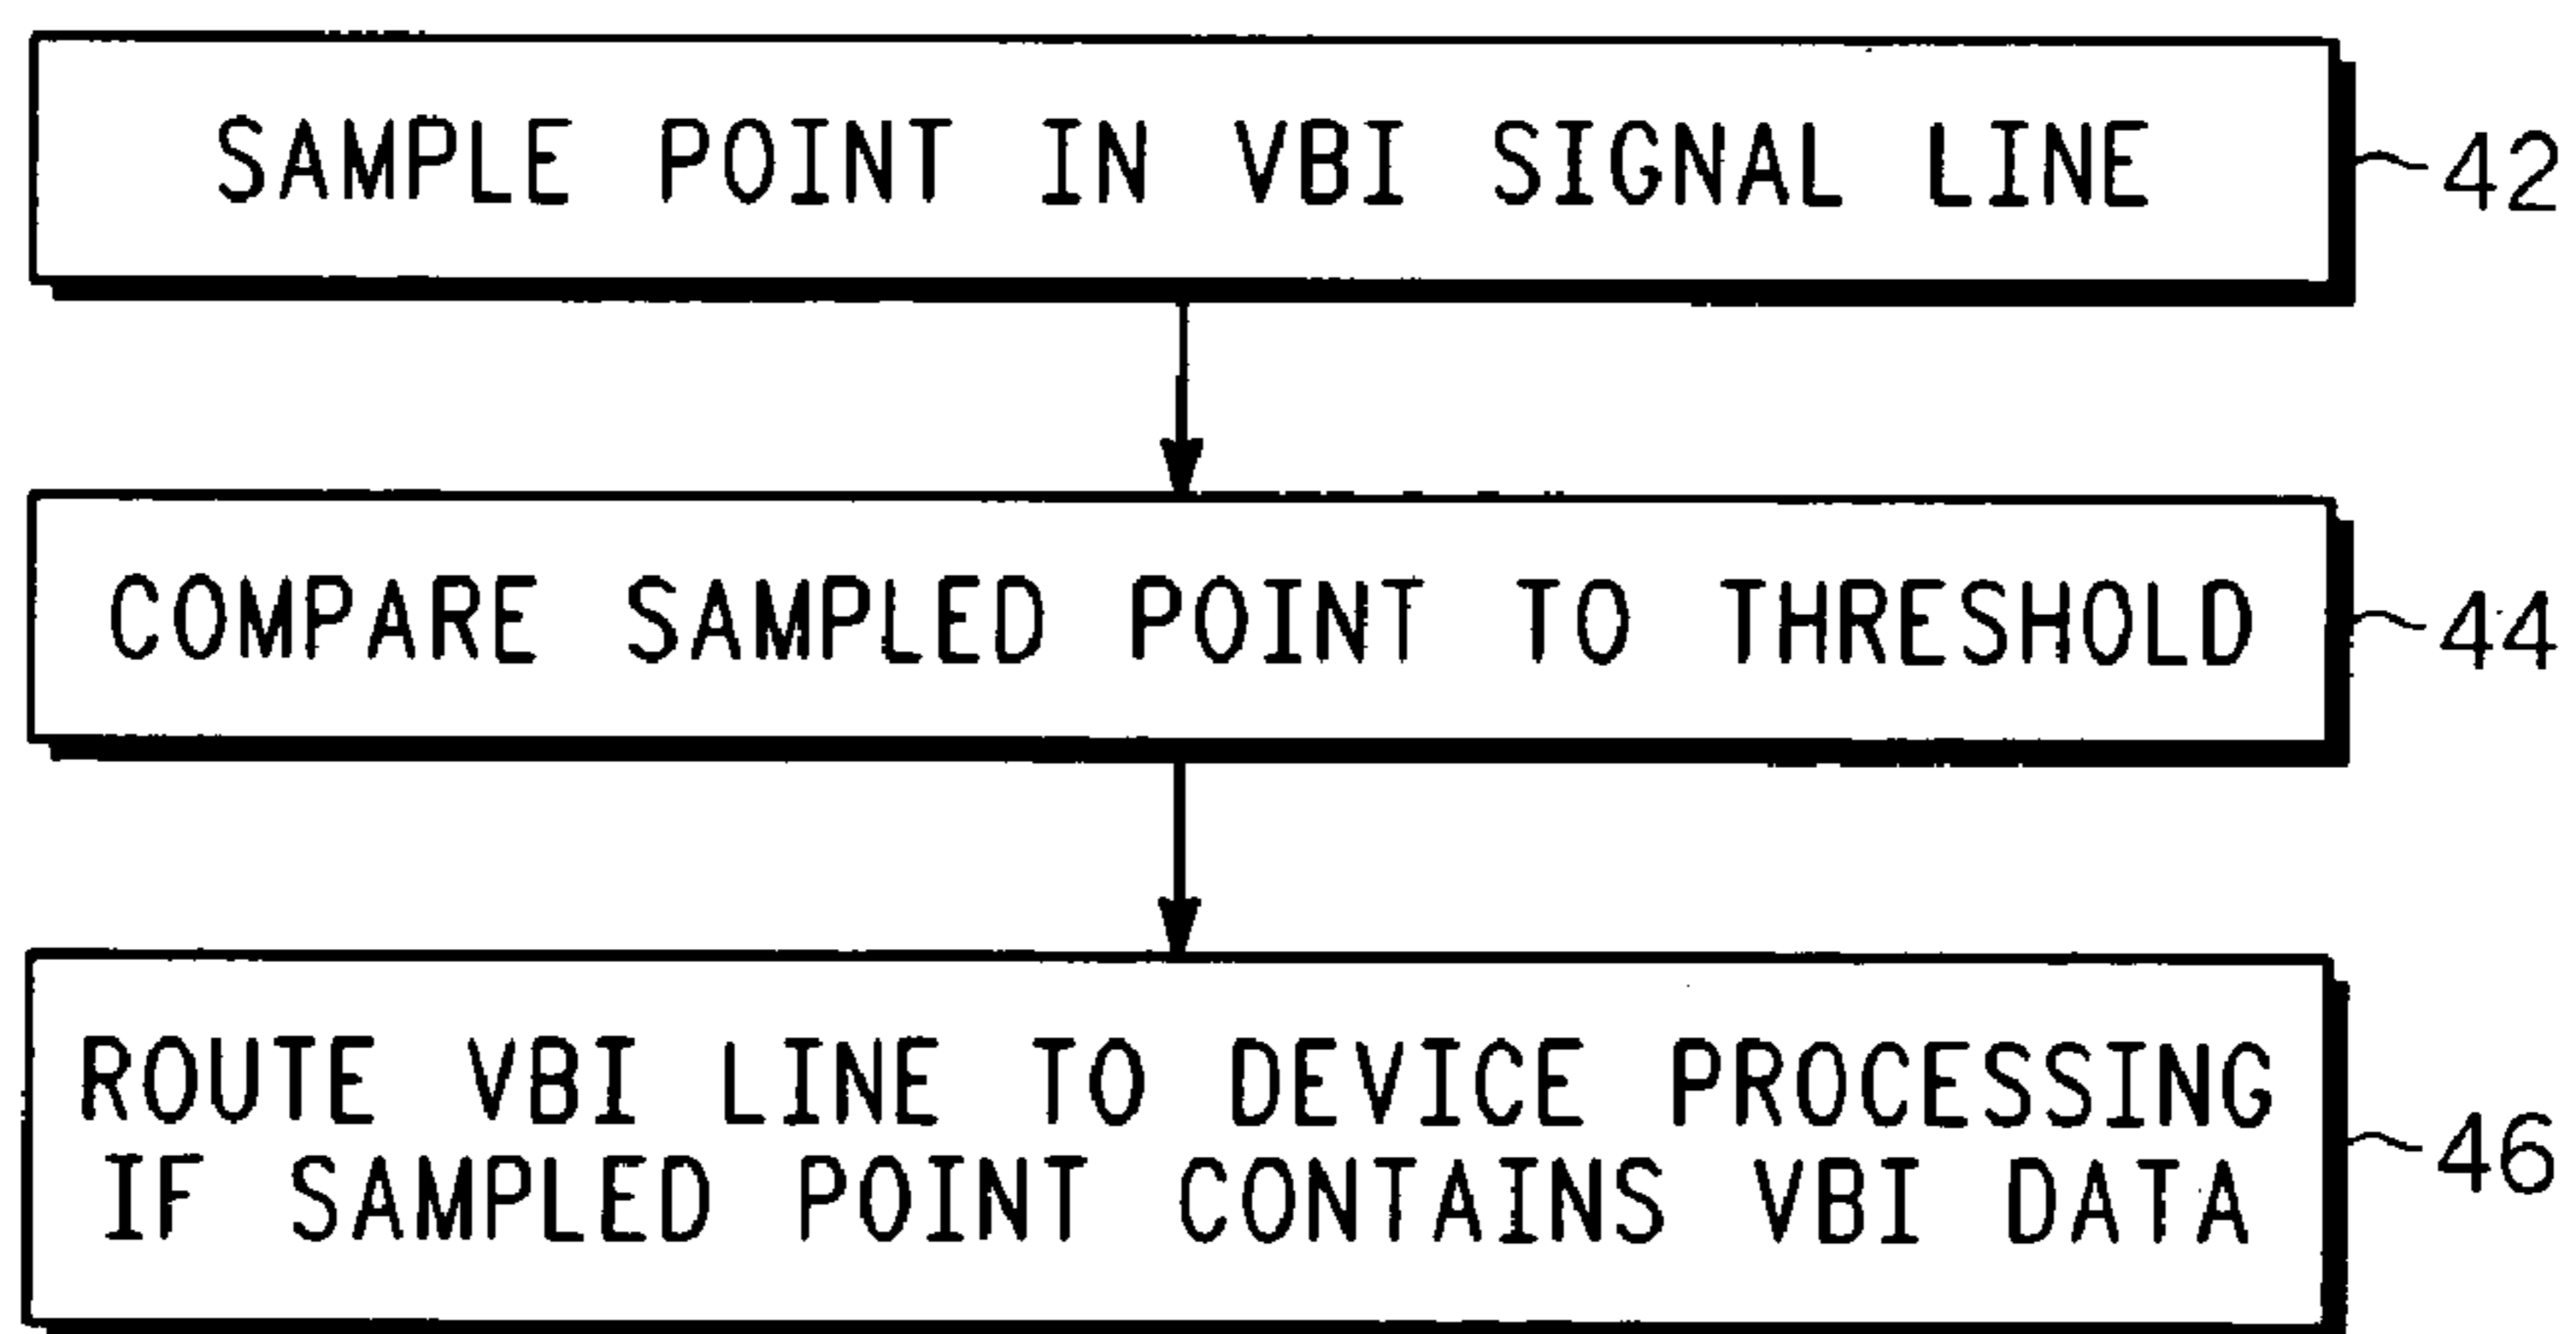 SAMPLE POINT IN VBI SIGNAL LINE
42
COMPARE SAMPLED POINT TO THRESHOLD
44
ROUTE VBI LINE TO DEVICE PROCESSING
IF SAMPLED POINT CONTAINS VBI DATA
46